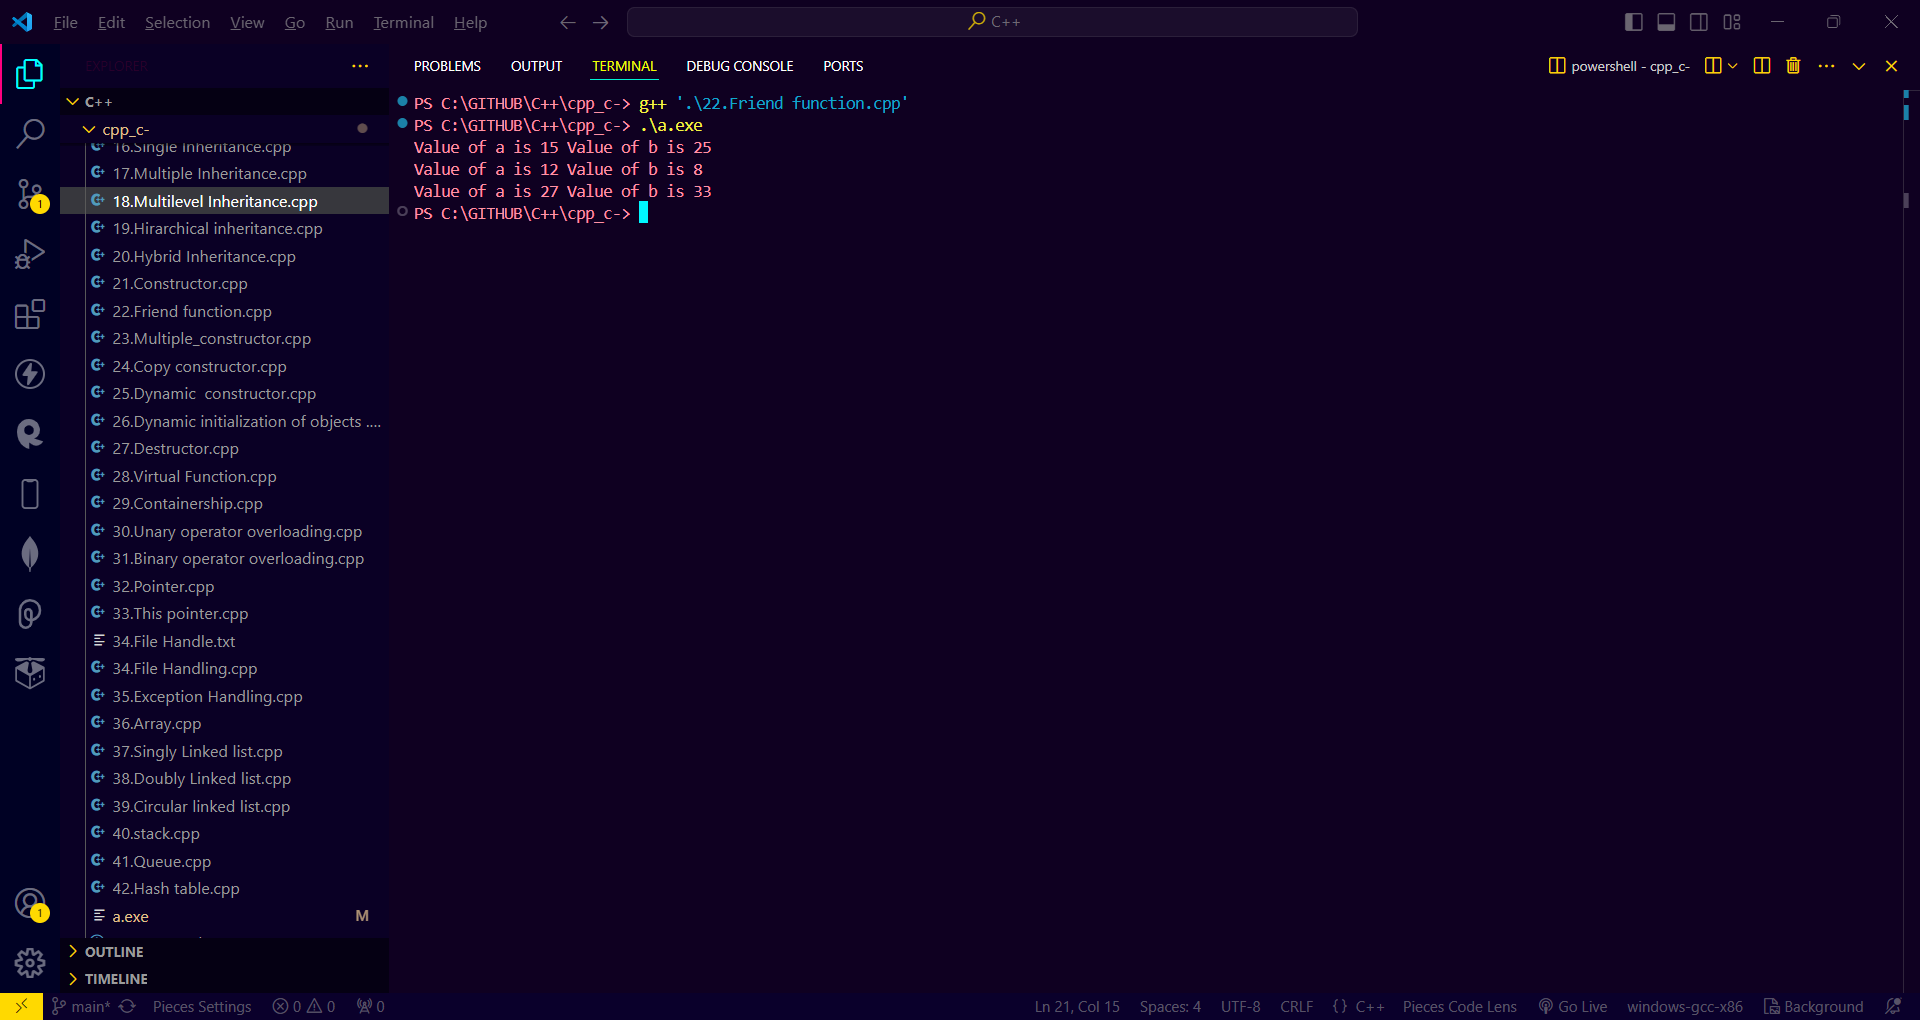 File Edit Selection View Go Run Terminal Help
C++
EXPLORER
C++
cpp_c-
16.Single Inheritance.cpp
17.Multiple Inheritance.cpp
18.Multilevel Inheritance.cpp
19.Hirarchical inheritance.cpp
20.Hybrid Inheritance.cpp
21.Constructor.cpp
22.Friend function.cpp
23.Multiple_constructor.cpp
24.Copy constructor.cpp
25.Dynamic  constructor.cpp
26.Dynamic initialization of objects ....
27.Destructor.cpp
28.Virtual Function.cpp
29.Containership.cpp
30.Unary operator overloading.cpp
31.Binary operator overloading.cpp
32.Pointer.cpp
33.This pointer.cpp
34.File Handle.txt
34.File Handling.cpp
35.Exception Handling.cpp
36.Array.cpp
37.Singly Linked list.cpp
38.Doubly Linked list.cpp
39.Circular linked list.cpp
40.stack.cpp
41.Queue.cpp
42.Hash table.cpp
a.exe M
OUTLINE
TIMELINE
1
1
PROBLEMS OUTPUT TERMINAL DEBUG CONSOLE PORTS
powershell - cpp_c-
PS C:\GITHUB\C++\cpp_c-> g++ '.\22.Friend function.cpp'
PS C:\GITHUB\C++\cpp_c-> .\a.exe
Value of a is 15 Value of b is 25
Value of a is 12 Value of b is 8
Value of a is 27 Value of b is 33
PS C:\GITHUB\C++\cpp_c->
main* Pieces Settings 0 0 0 Ln 21, Col 15 Spaces: 4 UTF-8 CRLF {} C++ Pieces Code Lens Go Live windows-gcc-x86 Background